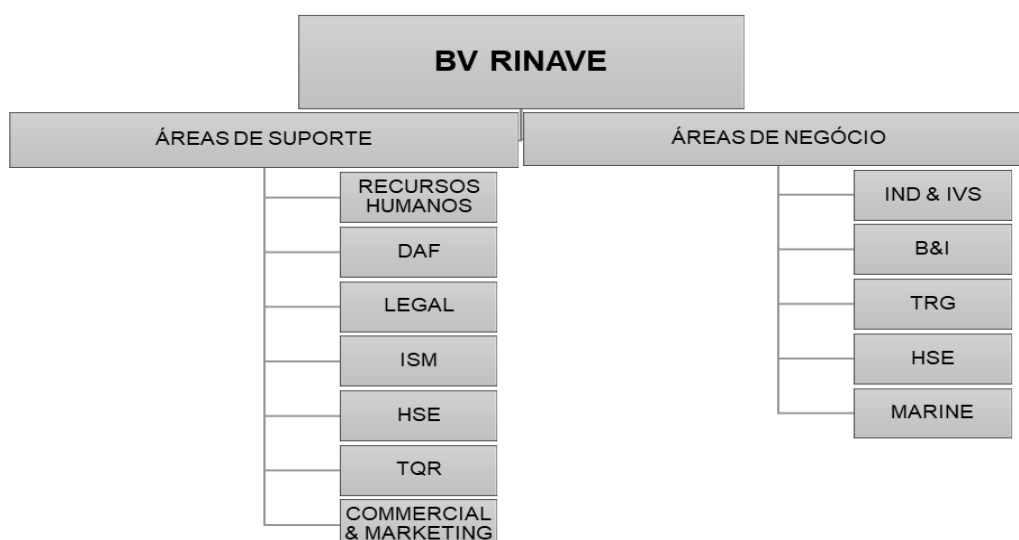 BV RINAVE
ÁREAS DE SUPORTE
RECURSOS
HUMANOS
DAF
LEGAL
ISM
HSE
TQR
COMMERCIAL
& MARKETING
ÁREAS DE NEGÓCIO
IND & IVS
B&I
TRG
HSE
MARINE